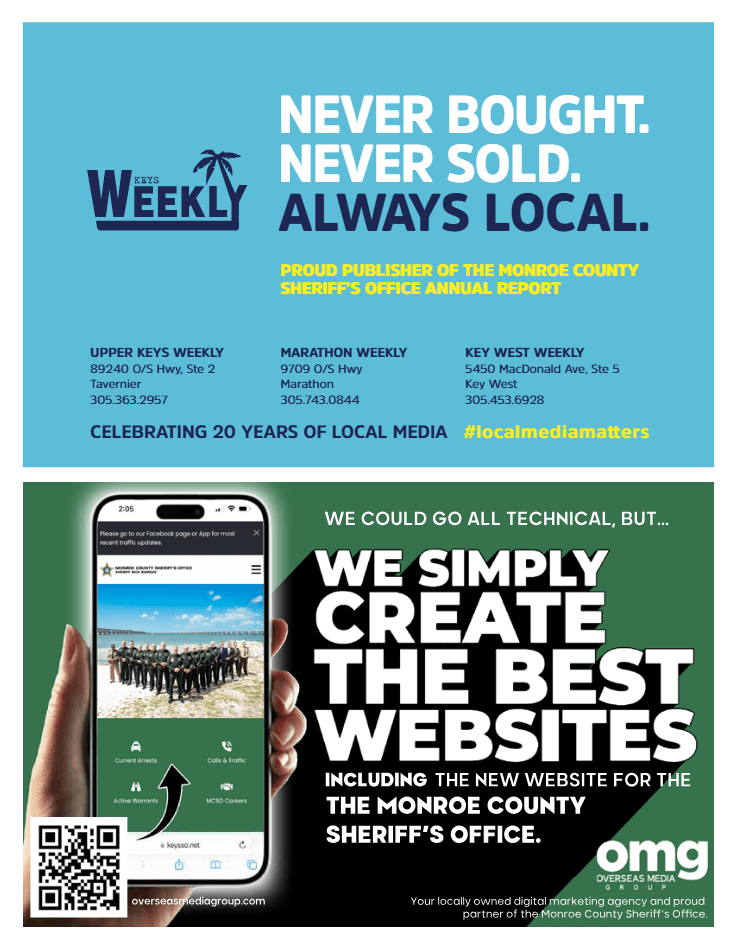 NEVER BOUGHT.
NEVER SOLD.
ALWAYS LOCAL.
KEYS
WEEKLY
PROUD PUBLISHER OF THE MONROE COUNTY
SHERIFF'S OFFICE ANNUAL REPORT
UPPER KEYS WEEKLY
89240 O/S Hwy, Ste 2
Tavernier
305.363.2957
MARATHON WEEKLY
9709 O/S Hwy
Marathon
305.743.0844
KEY WEST WEEKLY
5450 MacDonald Ave, Ste 5
Key West
305.453.6928
CELEBRATING 20 YEARS OF LOCAL MEDIA #localmediamatters
2:05
Please go to our Facebook page or App for most
recent traffic updates.
MONROE COUNTY SHERIFF'S OFFICE
SHERIFF RICK RAMSAY
Current Arrests
Calls & Traffic
Active Warrants
MCSO Careers
keysso.net
overseasmediagroup.com
WE COULD GO ALL TECHNICAL, BUT...
WE SIMPLY
CREATE
THE BEST
WEBSITES
INCLUDING THE NEW WEBSITE FOR THE
THE MONROE COUNTY
SHERIFF'S OFFICE.
omg
OVERSEAS MEDIA
GROUP
Your locally owned digital marketing agency and proud
partner of the Monroe County Sheriff's Office.